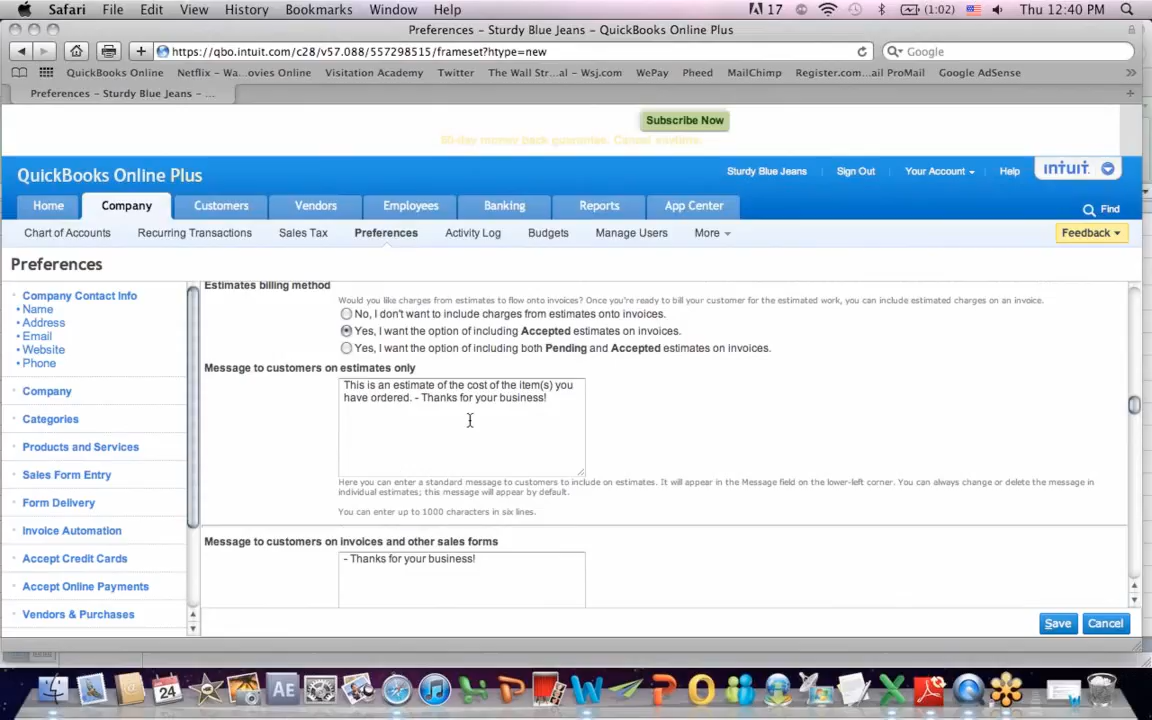 Safari File Edit View History Bookmarks Window Help 17 (1:02) Thu 12:40 PM
Preferences – Sturdy Blue Jeans – QuickBooks Online Plus
https://qbo.intuit.com/c28/v57.088/557298515/frameset?htype=new Google
QuickBooks Online Netflix - Wa...ovies Online Visitation Academy Twitter The Wall Str...al - Wsj.com WePay Pheed MailChimp Register.com...ail ProMail Google AdSense
Preferences – Sturdy Blue Jeans – ...
Subscribe Now
60-day money back guarantee. Cancel anytime.
QuickBooks Online Plus Sturdy Blue Jeans Sign Out Your Account Help intuit.
Home Company Customers Vendors Employees Banking Reports App Center Find
Chart of Accounts Recurring Transactions Sales Tax Preferences Activity Log Budgets Manage Users More Feedback
Preferences
Company Contact Info
Name
Address
Email
Website
Phone
Company
Categories
Products and Services
Sales Form Entry
Form Delivery
Invoice Automation
Accept Credit Cards
Accept Online Payments
Vendors & Purchases
Estimates billing method
Would you like charges from estimates to flow onto invoices? Once you're ready to bill your customer for the estimated work, you can include estimated charges on an invoice.
No, I don't want to include charges from estimates onto invoices.
Yes, I want the option of including Accepted estimates on invoices.
Yes, I want the option of including both Pending and Accepted estimates on invoices.
Message to customers on estimates only
This is an estimate of the cost of the item(s) you
have ordered. - Thanks for your business!
Here you can enter a standard message to customers to include on estimates. It will appear in the Message field on the lower-left corner. You can always change or delete the message in
individual estimates; this message will appear by default.
You can enter up to 1000 characters in six lines.
Message to customers on invoices and other sales forms
- Thanks for your business!
Save Cancel
24 Ae